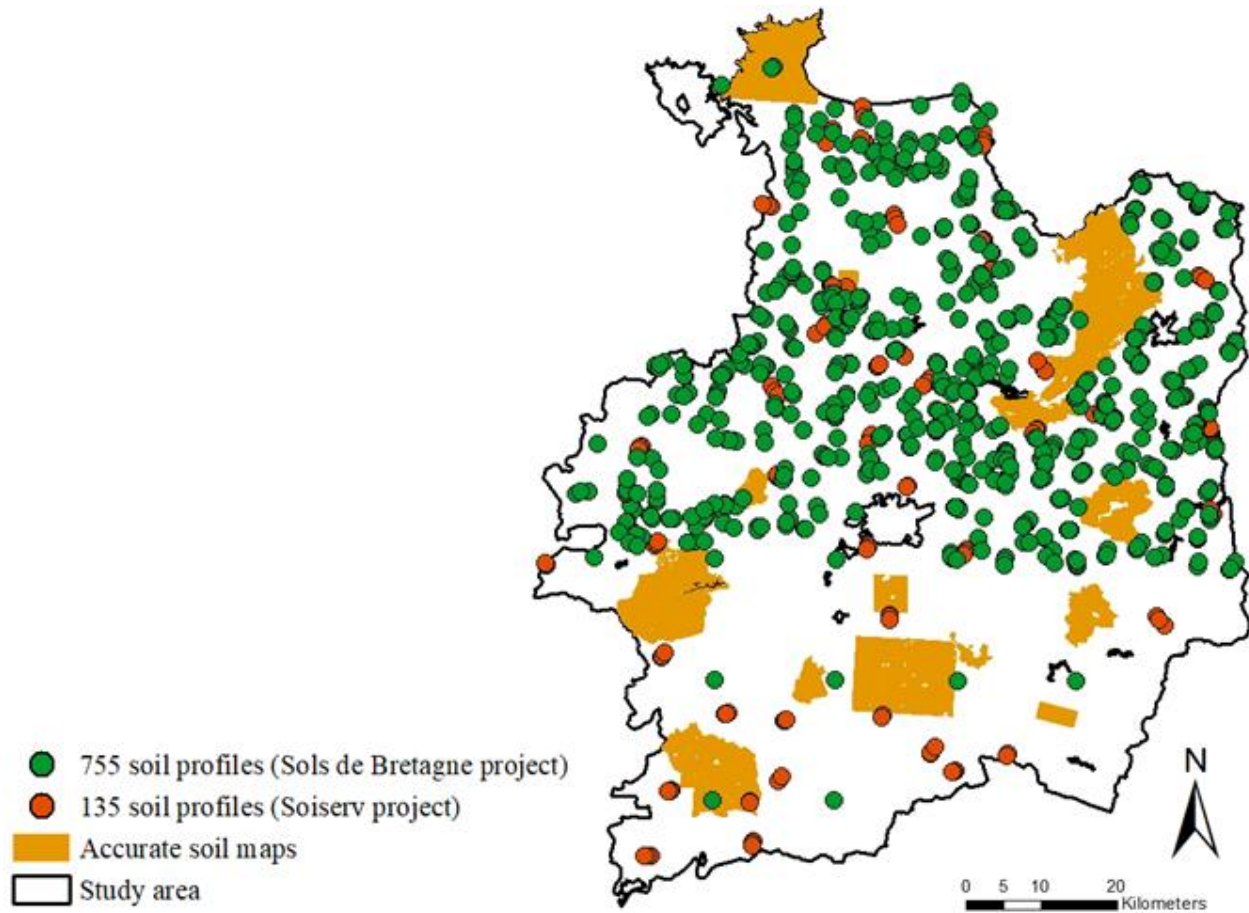 755 soil profiles (Sols de Bretagne project)
135 soil profiles (Soiserv project)
Accurate soil maps
Study area
N
0 5 10 20
Kilometers